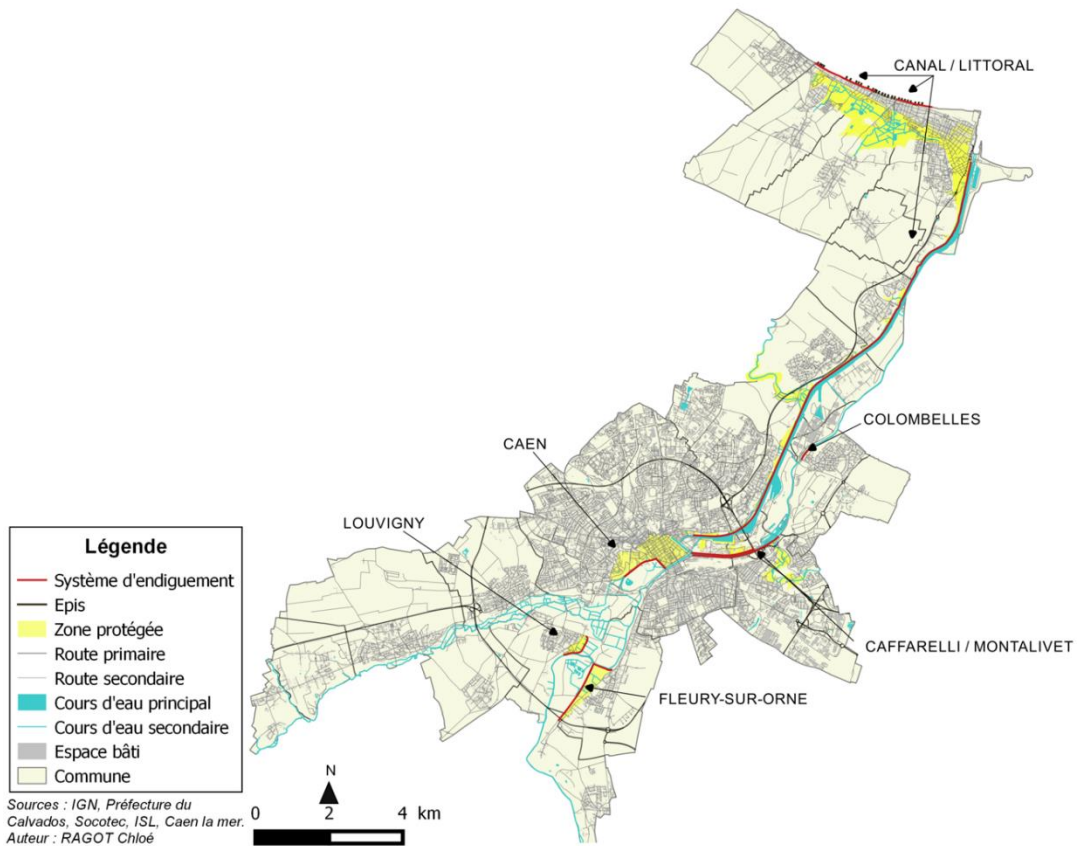 CANAL / LITTORAL
COLOMBELLES
CAEN
LOUVIGNY
CAFFARELLI / MONTALIVET
FLEURY-SUR-ORNE
Légende
Système d'endiguement
Epis
Zone protégée
Route primaire
Route secondaire
Cours d'eau principal
Cours d'eau secondaire
Espace bâti
Commune
Sources : IGN, Préfecture du
Calvados, Socotec, ISL, Caen la mer.
Auteur : RAGOT Chloé
N
0 2 4 km